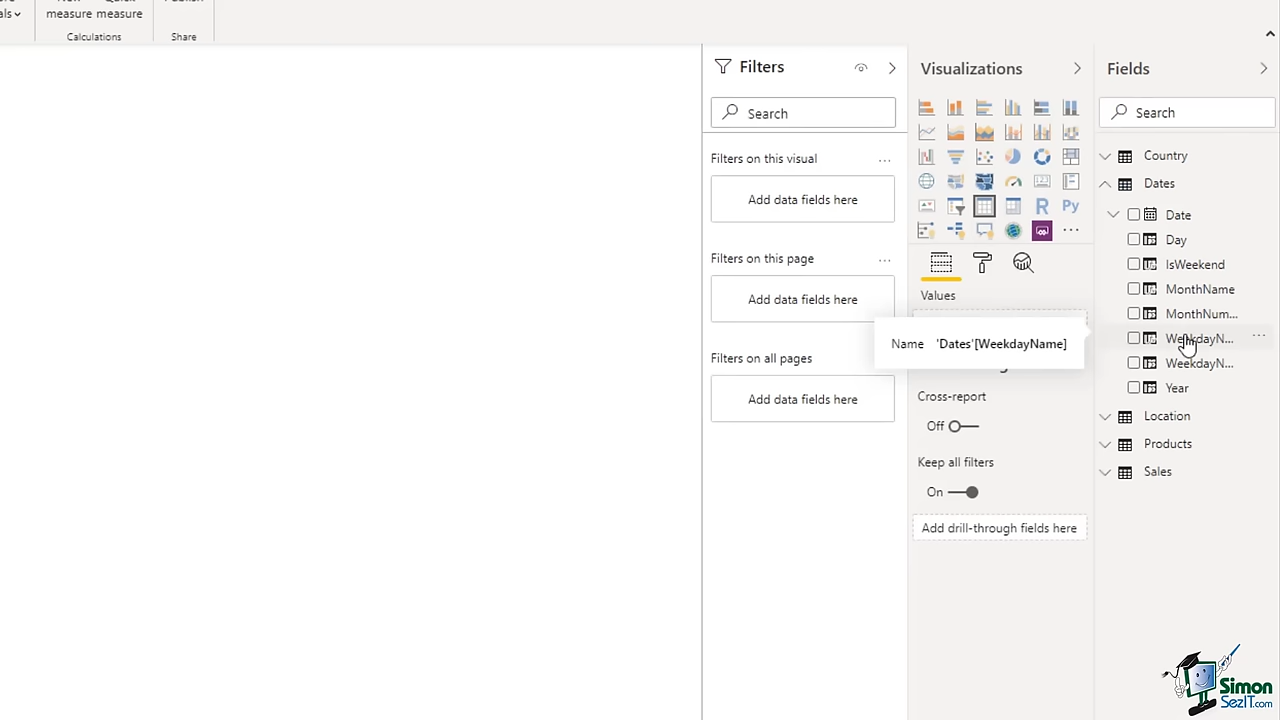 als
measure measure
Calculations
Share
Filters
Search
Filters on this visual
...
Add data fields here
Filters on this page
...
Add data fields here
Filters on all pages
Add data fields here
Visualizations
R
Py
...
Values
Name 'Dates'[WeekdayName]
Cross-report
Off
Keep all filters
On
Add drill-through fields here
Fields
Search
Country
Dates
Date
Day
IsWeekend
MonthName
MonthNum...
WeekdayN...
...
WeekdayN...
Year
Location
Products
Sales
Simon
SezIT.com